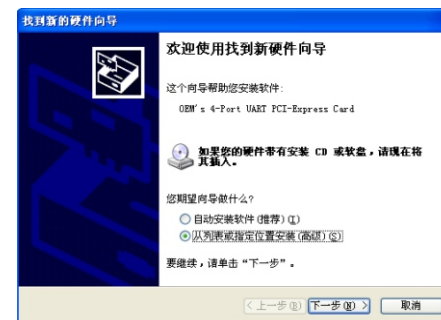 找到新的硬件向导
欢迎使用找到新硬件向导
这个向导帮助您安装软件:
OEM's 4-Port UART PCI-Express Card
如果您的硬件带有安装 CD 或软盘，请现在将
其插入。
您期望向导做什么?
自动安装软件(推荐)(I)
从列表或指定位置安装(高级)(S)
要继续，请单击“下一步”。
<上一步(B) 下一步(N)> 取消